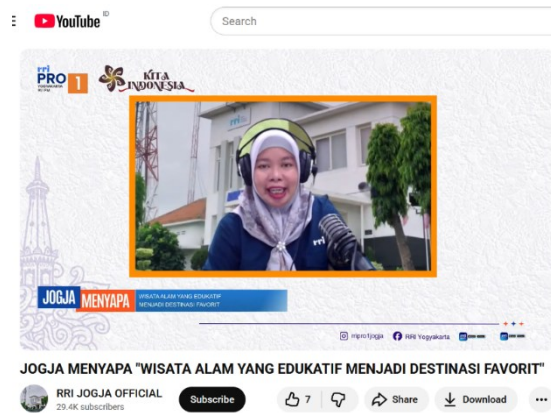 YouTube ID
Search
rri
PRO 1
KITA
INDONESIA
rri
rri
JOGJA MENYAPA
WISATA ALAM YANG EDUKATIF
MENJADI DESTINASI FAVORIT
rripro1jogja
RRI Yogyakarta
JOGJA MENYAPA "WISATA ALAM YANG EDUKATIF MENJADI DESTINASI FAVORIT"
RRI JOGJA OFFICIAL
29.4K subscribers
Subscribe
7
Share
Download